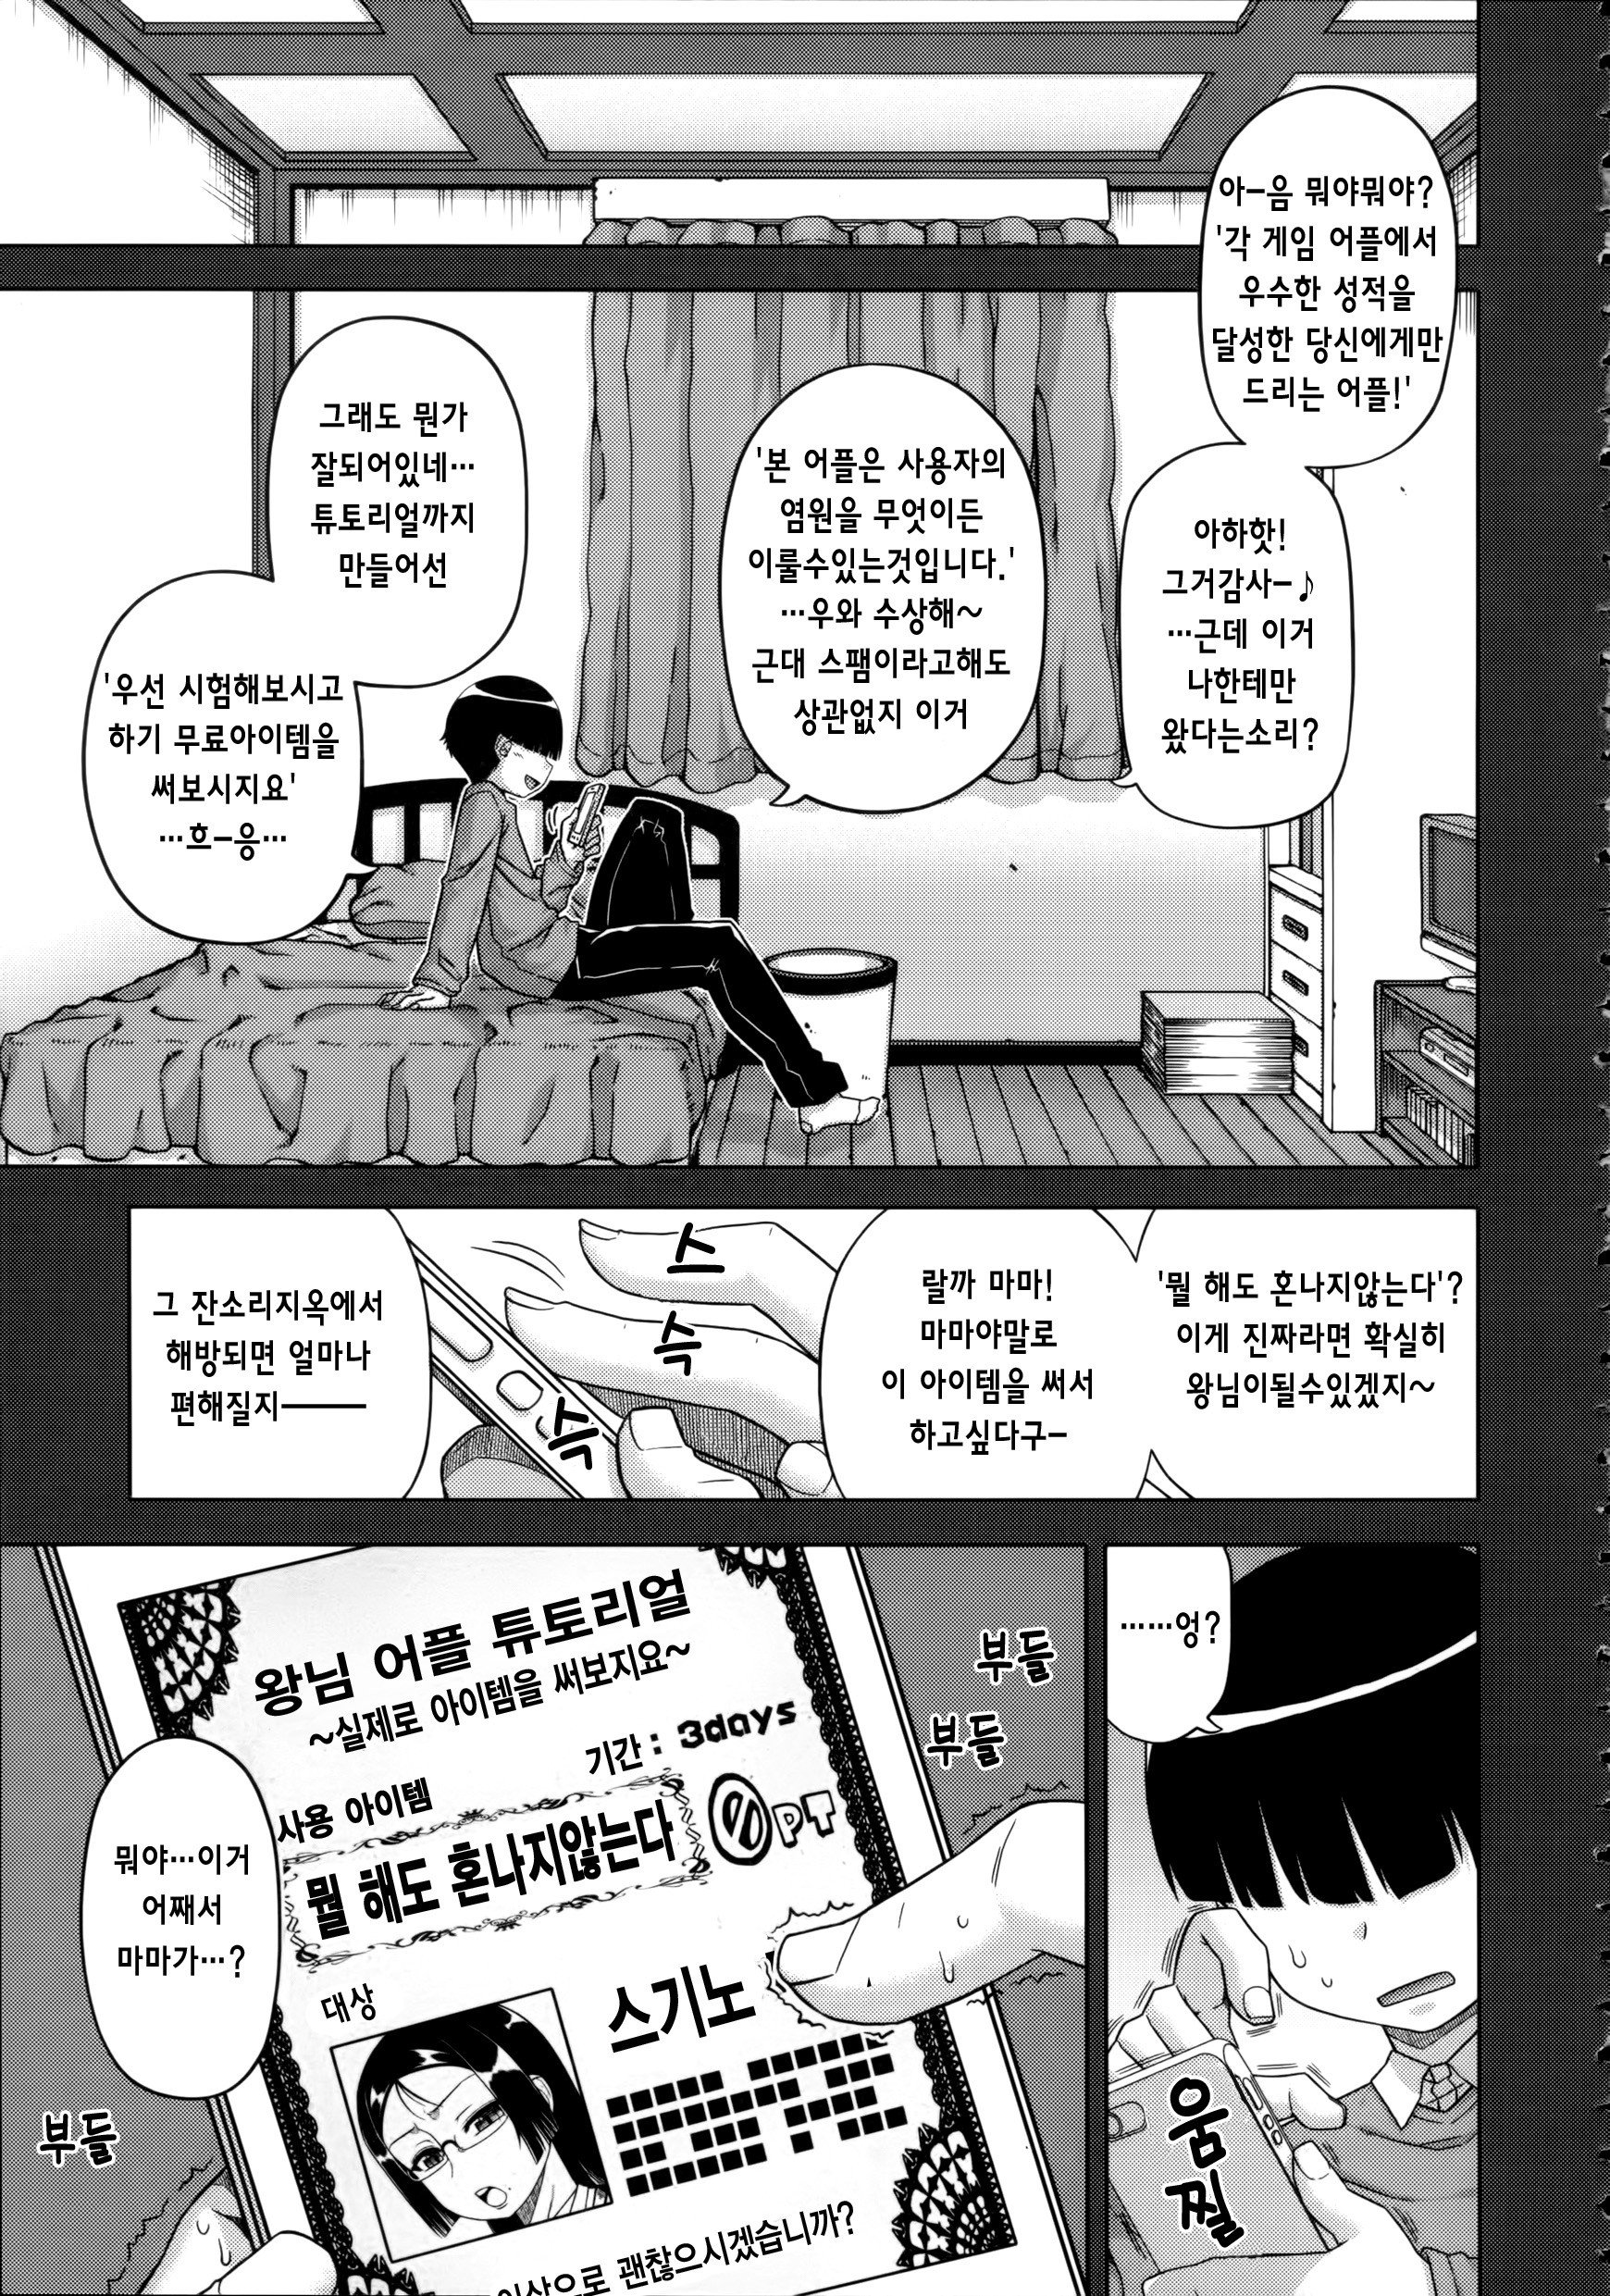 아-음 뭐야뭐야?
'각 게임 어플에서
우수한 성적을
달성한 당신에게만
드리는 어플!'
아하핫!
그거감사-♪
…근데 이거
나한테만
왔다는소리?
'본 어플은 사용자의
염원을 무엇이든
이룰수있는것입니다.'
…우와 수상해~
근대 스팸이라고해도
상관없지 이거
그래도 뭔가
잘되어있네…
튜토리얼까지
만들어선
'우선 시험해보시고
하기 무료아이템을
써보시지요'
…흐-응…
'뭘 해도 혼나지않는다'?
이게 진짜라면 확실히
왕님이될수있겠지~
랄까 마마!
마마야말로
이 아이템을 써서
하고싶다구-
스
슥
슥
그 잔소리지옥에서
해방되면 얼마나
편해질지───
……엉?
움찔
부들
부들
왕님 어플 튜토리얼
~실제로 아이템을 써보지요~
기간 : 3days
사용 아이템
뭘 해도 혼나지않는다
0PT
대상
스기노
이상으로 괜찮으시겠습니까?
뭐야…이거
어째서
마마가…?
부들